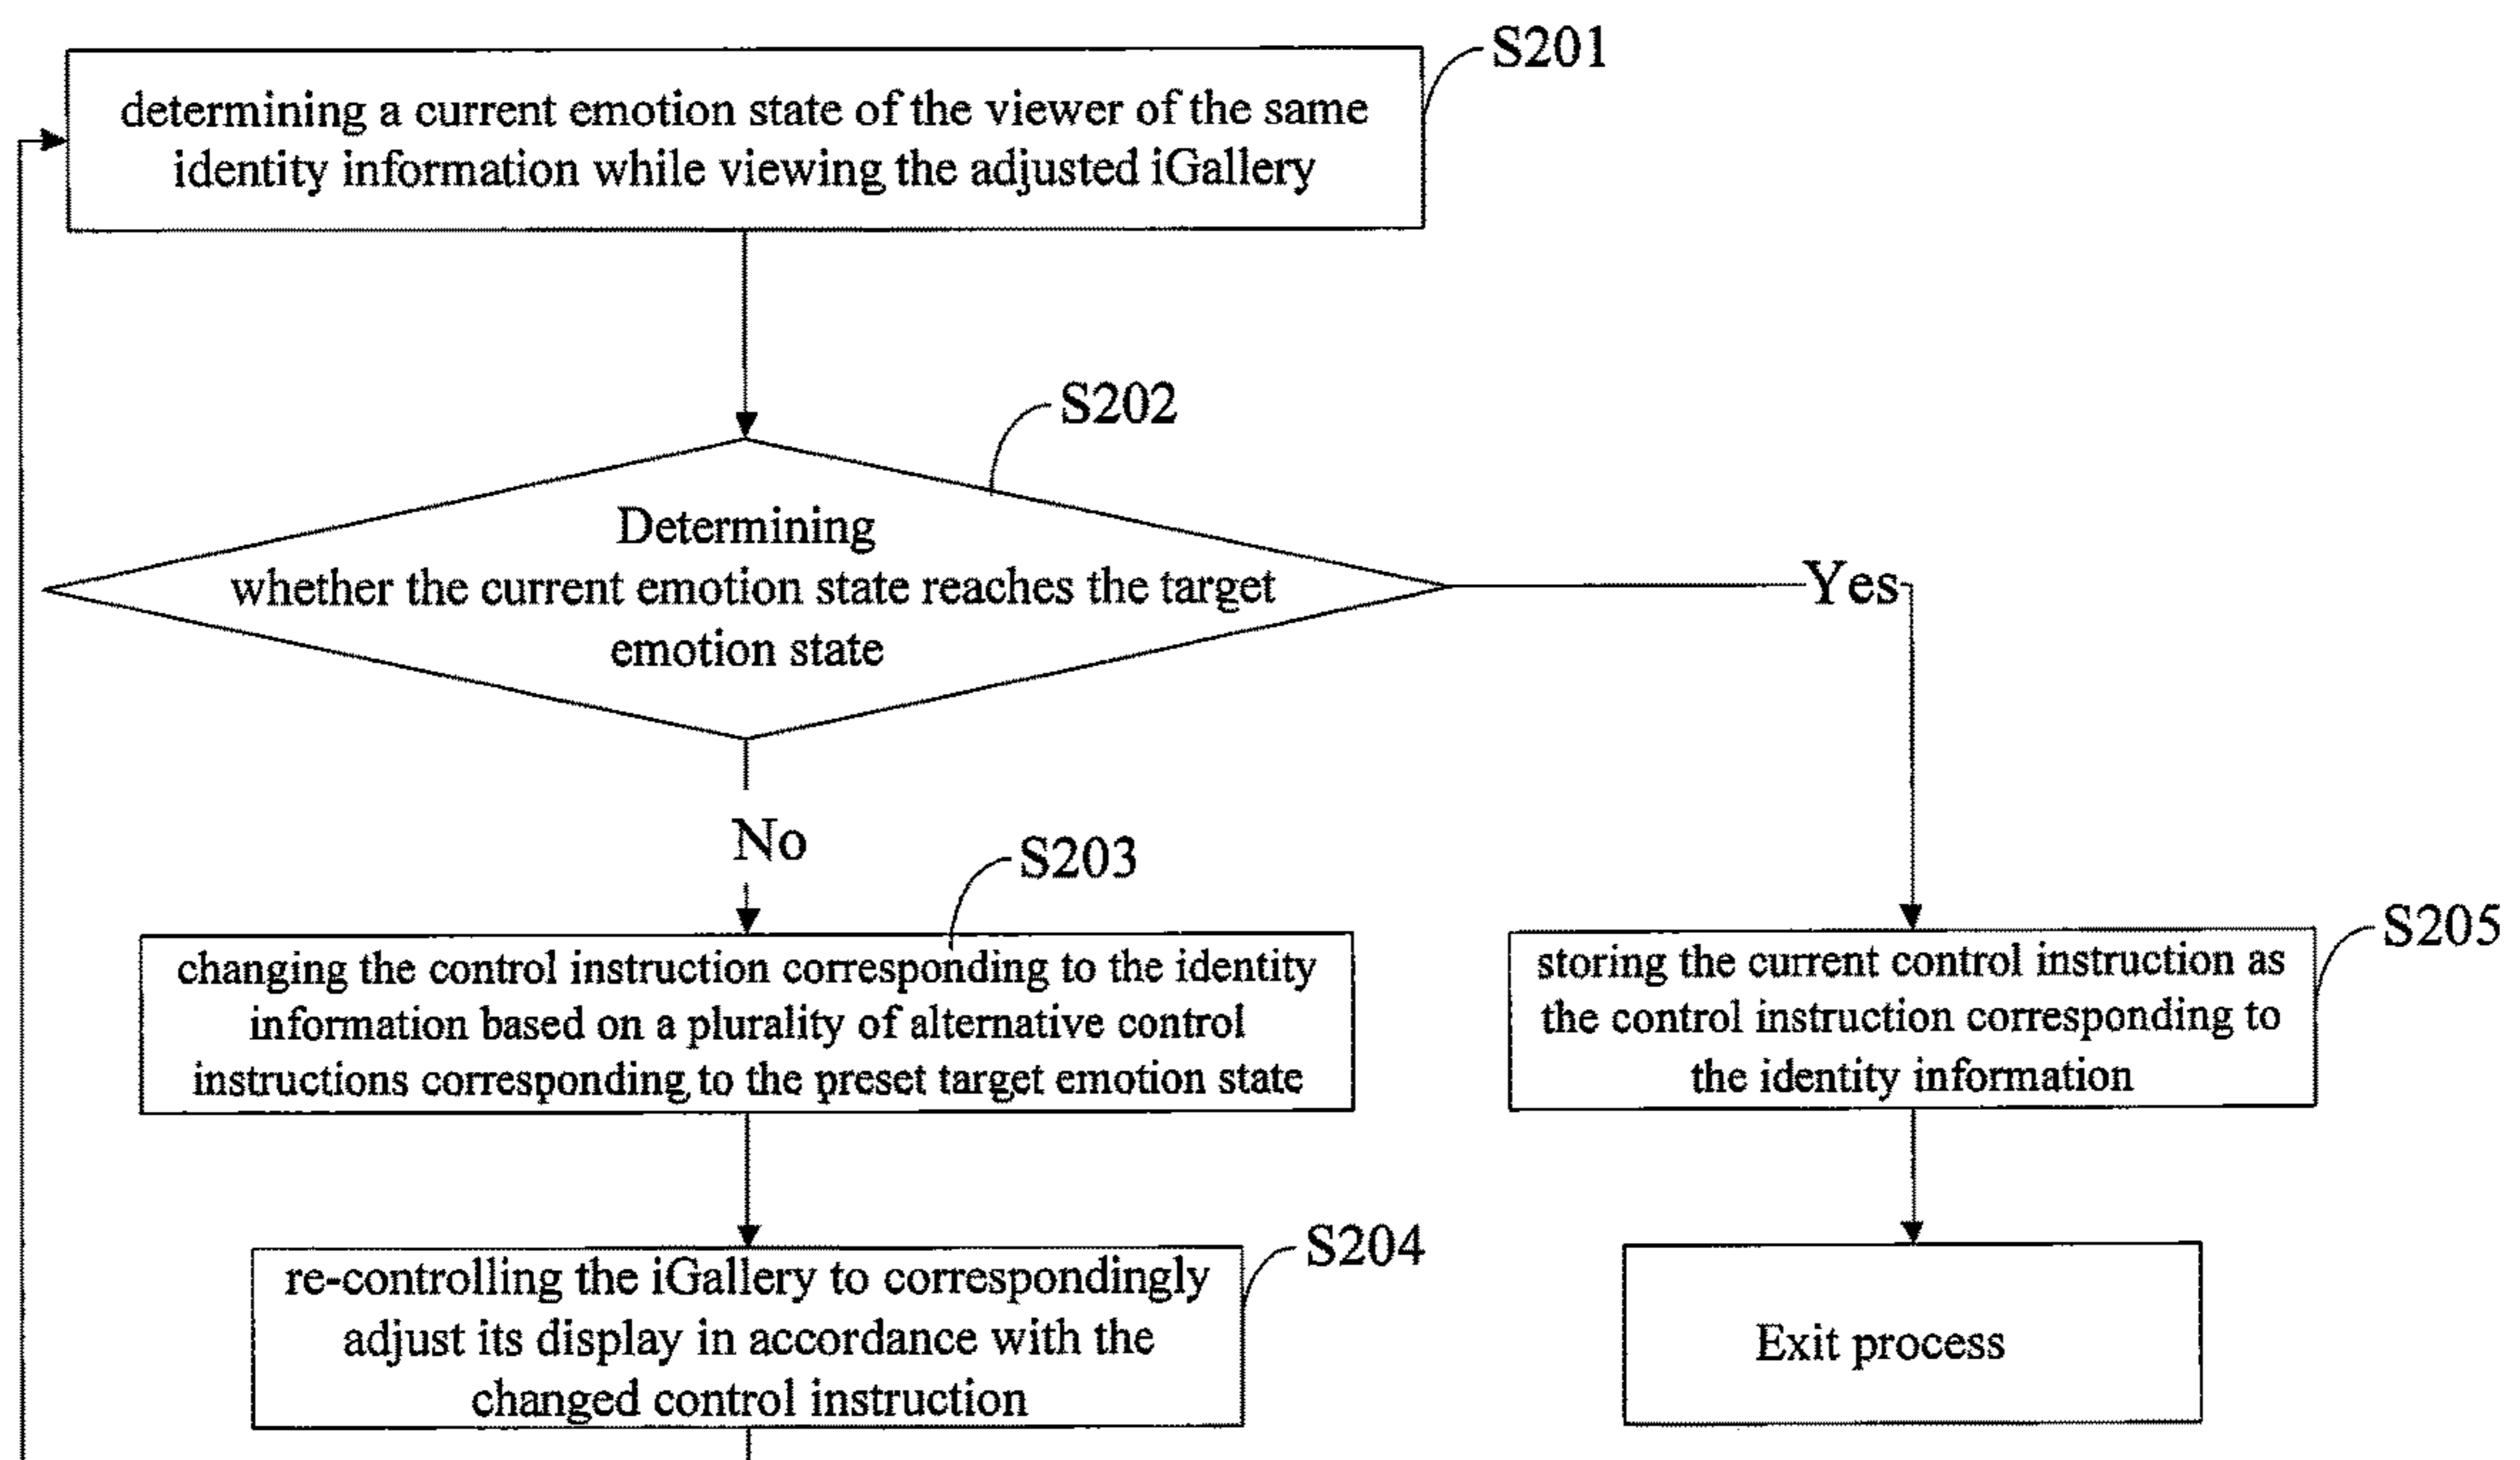 S201
determining a current emotion state of the viewer of the same
identity information while viewing the adjusted iGallery
S202
Determining
whether the current emotion state reaches the target
emotion state
Yes
No
S203
changing the control instruction corresponding to the identity
information based on a plurality of alternative control
instructions corresponding to the preset target emotion state
S205
storing the current control instruction as
the control instruction corresponding to
the identity information
S204
re-controlling the iGallery to correspondingly
adjust its display in accordance with the
changed control instruction
Exit process